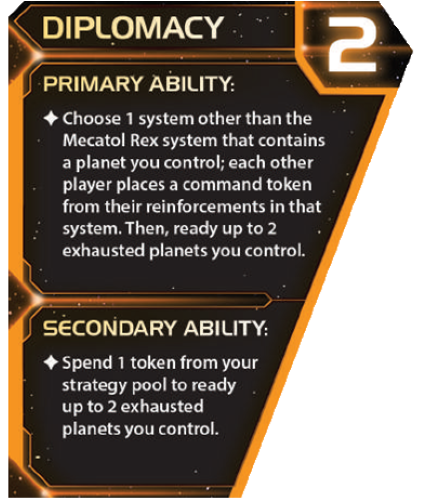 DIPLOMACY
2
PRIMARY ABILITY:
Choose 1 system other than the
Mecatol Rex system that contains
a planet you control; each other
player places a command token
from their reinforcements in that
system. Then, ready up to 2
exhausted planets you control.
SECONDARY ABILITY:
Spend 1 token from your
strategy pool to ready
up to 2 exhausted
planets you control.